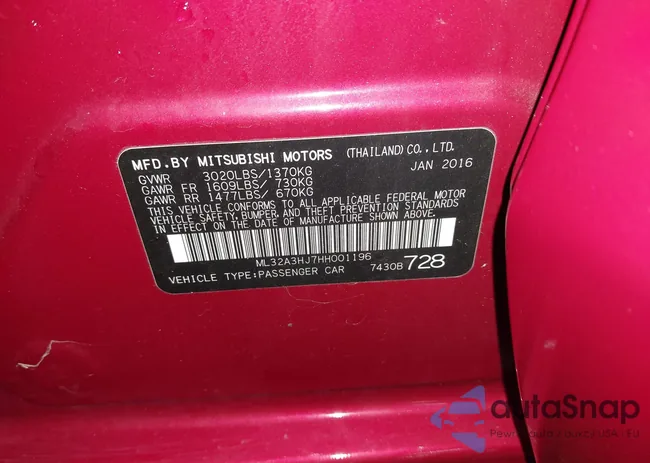 MFD.BY MITSUBISHI MOTORS (THAILAND)CO.,LTD.
GVWR 3020LBS/1370KG JAN 2016
GAWR FR 1609LBS/ 730KG
GAWR RR 1477LBS/ 670KG
THIS VEHICLE CONFORMS TO ALL APPLICABLE FEDERAL MOTOR
VEHICLE SAFETY, BUMPER, AND THEFT PREVENTION STANDARDS
IN EFFECT ON THE DATE OF MANUFACTURE SHOWN ABOVE.
ML32A3HJ7HH001196
VEHICLE TYPE:PASSENGER CAR 7430B 728
autoSnap